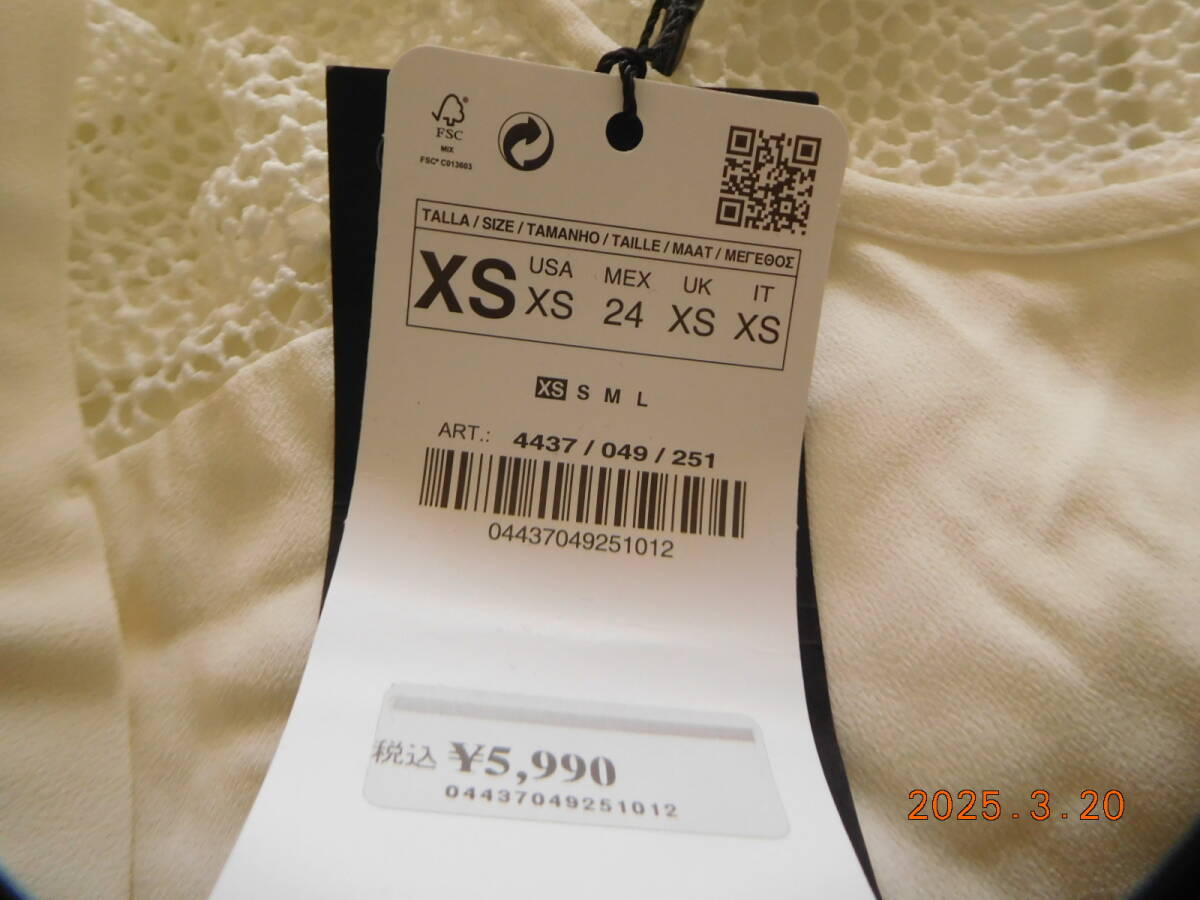 FSC
MIX
FSC® C013603
TALLA / SIZE / TAMANHO / TAILLE / MAAT / ΜΕΓΕΘΟΣ
XS USA MEX UK IT
XS 24 XS XS
XS S M L
ART.: 4437 / 049 / 251
04437049251012
税込 ¥5,990
04437049251012
2025.3.20